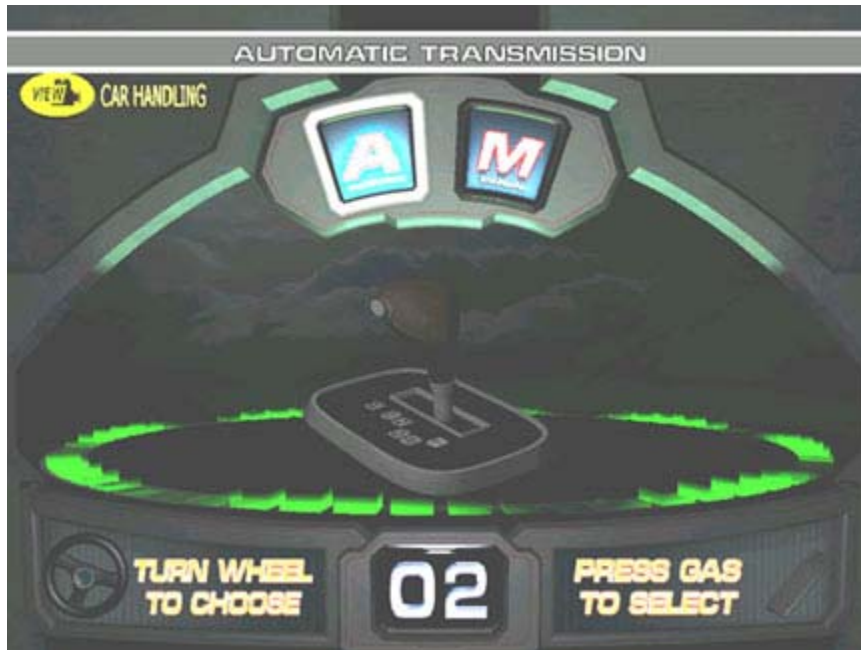 AUTOMATIC TRANSMISSION
VIEW CAR HANDLING
A M
TURN WHEEL
TO CHOOSE
02
PRESS GAS
TO SELECT